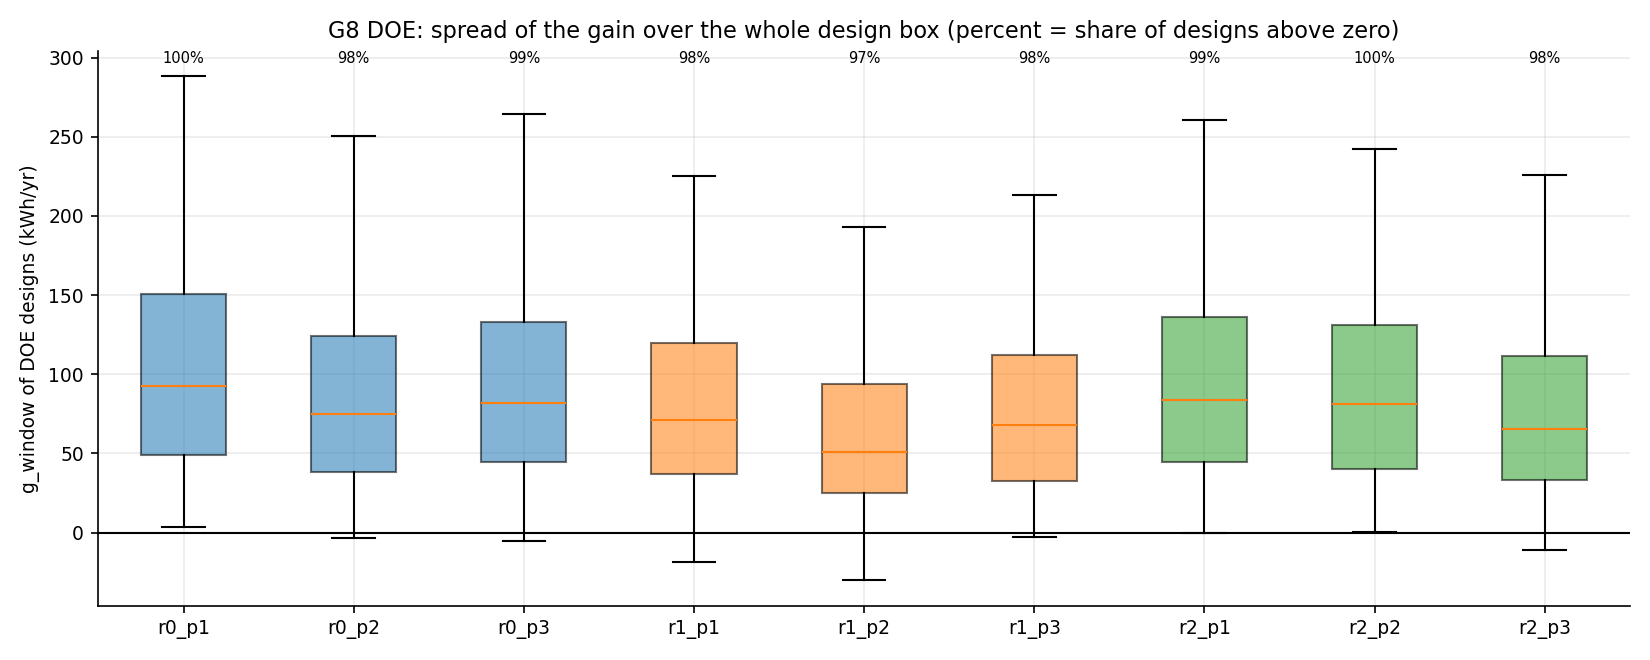 G8 DOE: spread of the gain over the whole design box (percent = share of designs above zero)
100% 98% 99% 98% 97% 98% 99% 100% 98%
g_window of DOE designs (kWh/yr)
300
250
200
150
100
50
0
r0_p1 r0_p2 r0_p3 r1_p1 r1_p2 r1_p3 r2_p1 r2_p2 r2_p3